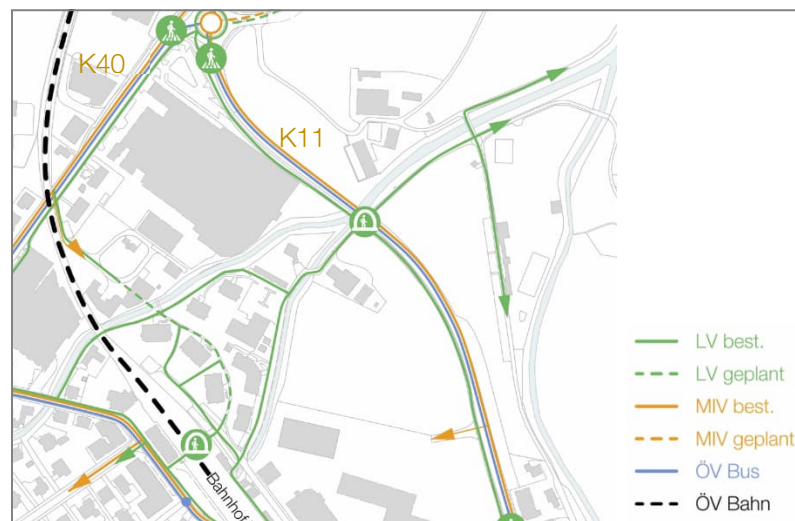 K40
K11
Bahnhof
LV best.
LV geplant
MIV best.
MIV geplant
ÖV Bus
ÖV Bahn